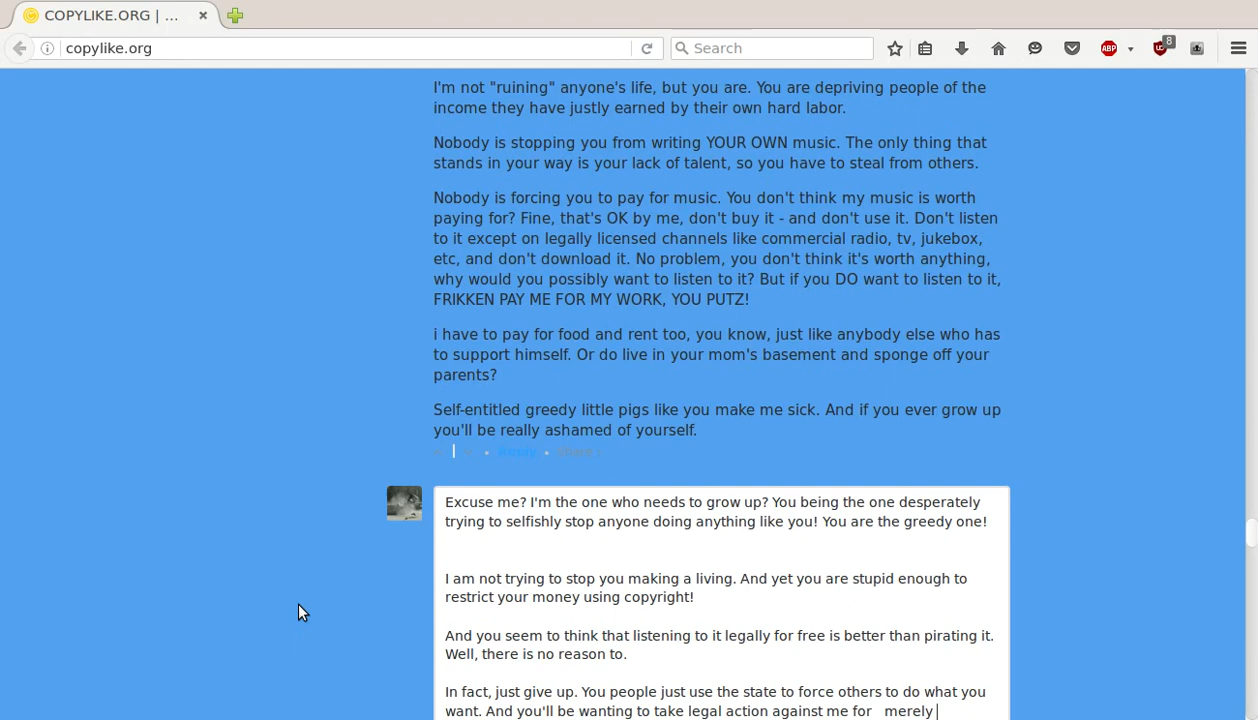 COPYLIKE.ORG | ...
copylike.org
Search
ABP
8
I'm not "ruining" anyone's life, but you are. You are depriving people of the
income they have justly earned by their own hard labor.
Nobody is stopping you from writing YOUR OWN music. The only thing that
stands in your way is your lack of talent, so you have to steal from others.
Nobody is forcing you to pay for music. You don't think my music is worth
paying for? Fine, that's OK by me, don't buy it - and don't use it. Don't listen
to it except on legally licensed channels like commercial radio, tv, jukebox,
etc, and don't download it. No problem, you don't think it's worth anything,
why would you possibly want to listen to it? But if you DO want to listen to it,
FRIKKEN PAY ME FOR MY WORK, YOU PUTZ!
i have to pay for food and rent too, you know, just like anybody else who has
to support himself. Or do live in your mom's basement and sponge off your
parents?
Self-entitled greedy little pigs like you make me sick. And if you ever grow up
you'll be really ashamed of yourself.
Reply • Share ›
Excuse me? I'm the one who needs to grow up? You being the one desperately
trying to selfishly stop anyone doing anything like you! You are the greedy one!
I am not trying to stop you making a living. And yet you are stupid enough to
restrict your money using copyright!
And you seem to think that listening to it legally for free is better than pirating it.
Well, there is no reason to.
In fact, just give up. You people just use the state to force others to do what you
want. And you'll be wanting to take legal action against me for merely